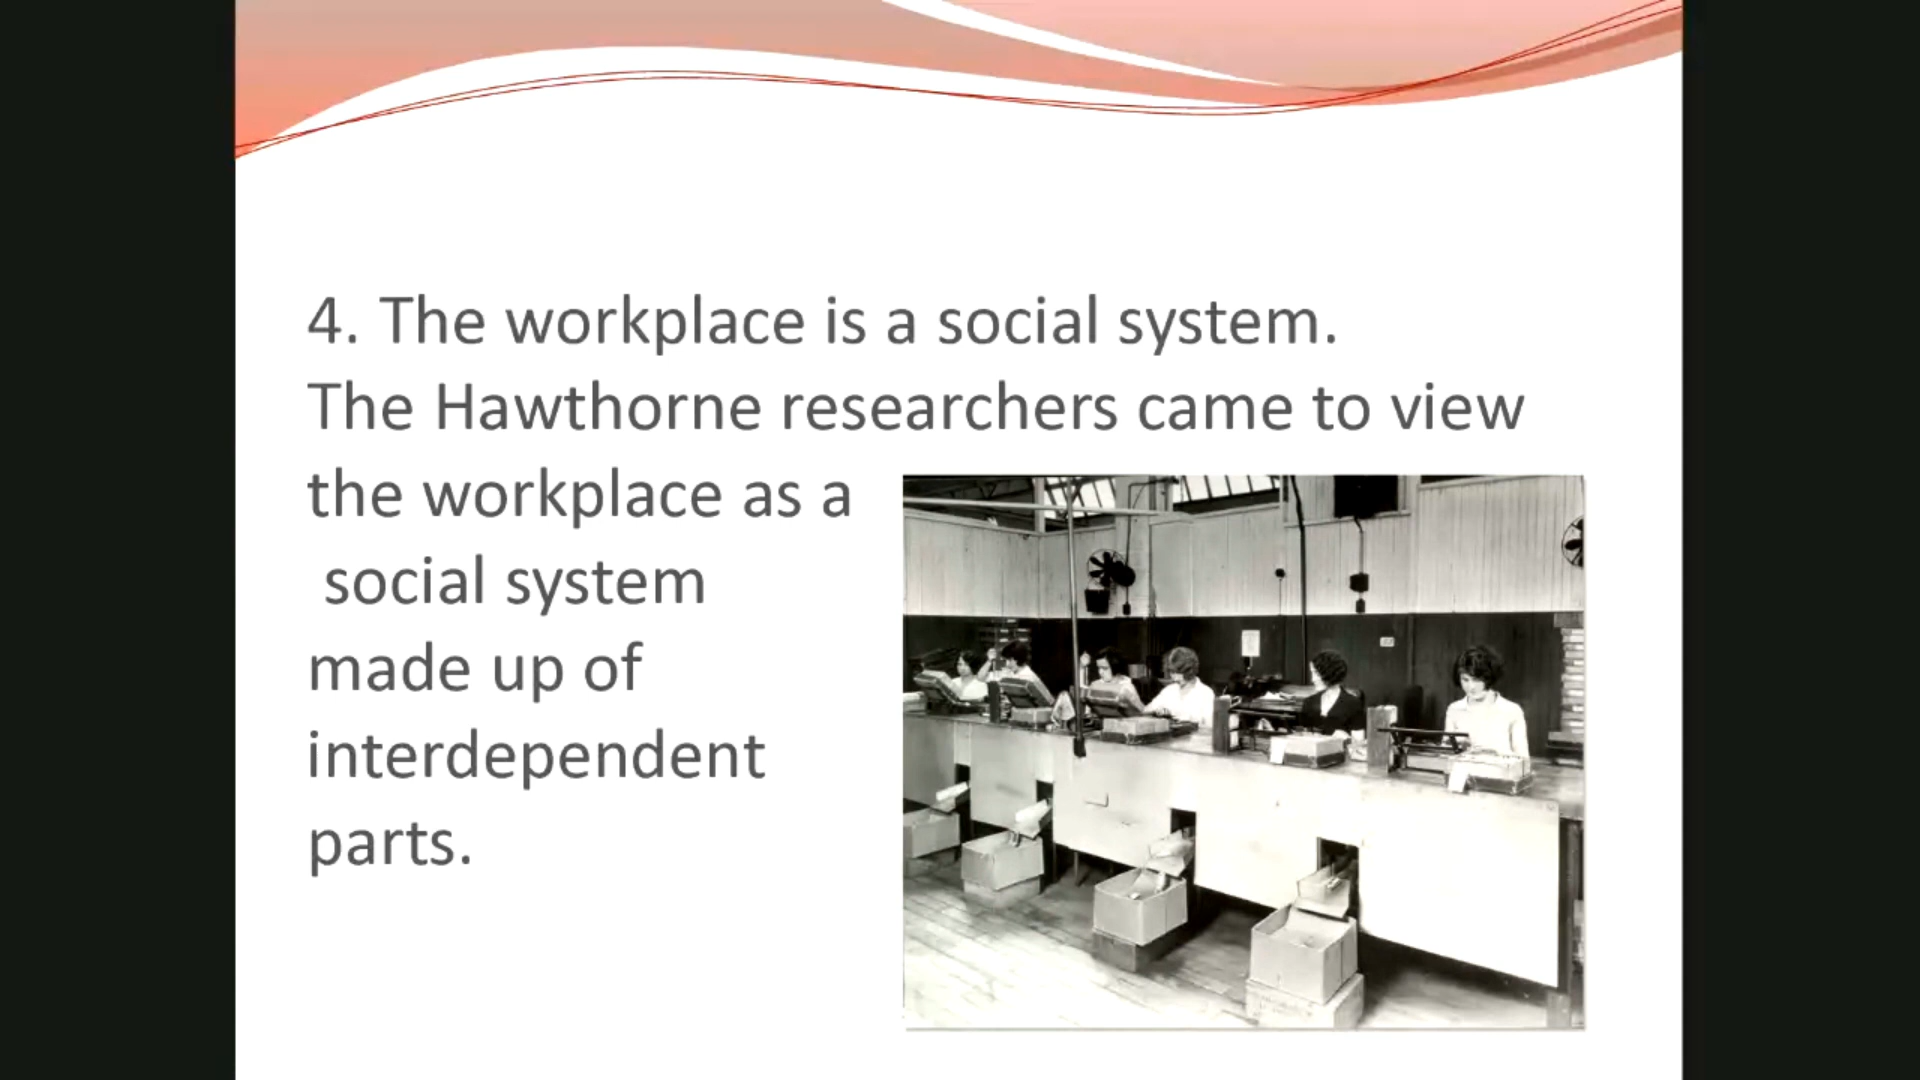 4. The workplace is a social system.
The Hawthorne researchers came to view
the workplace as a
social system
made up of
interdependent
parts.